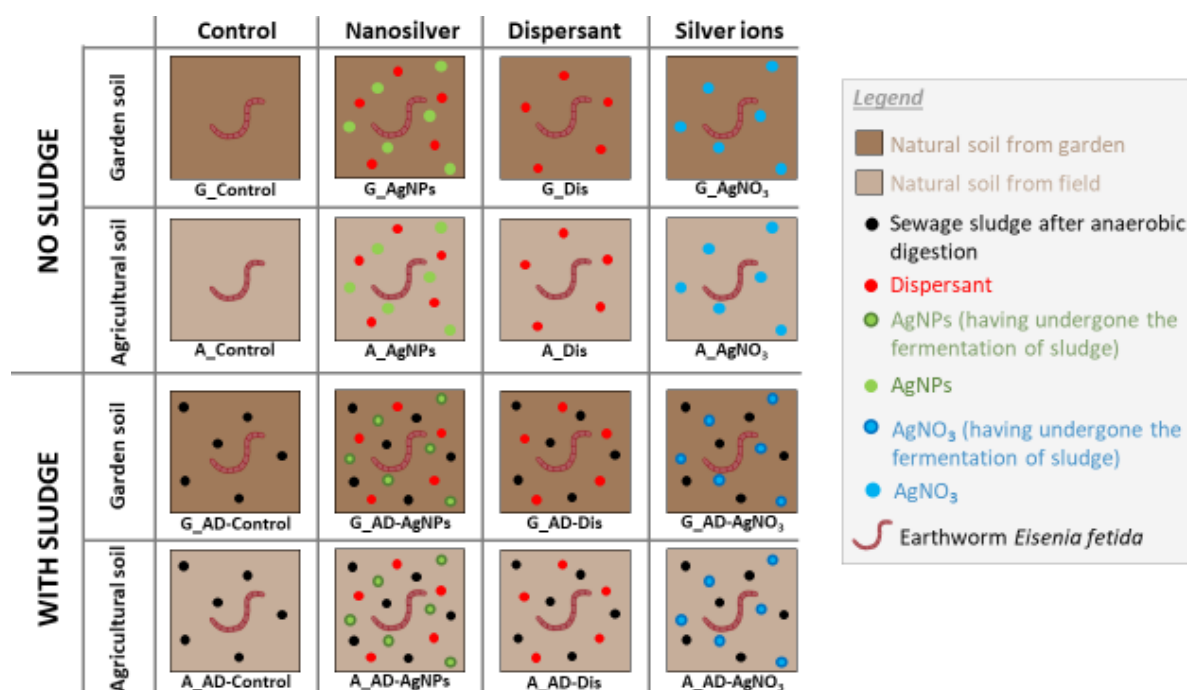 Control Nanosilver Dispersant Silver ions
NO SLUDGE
Garden soil
G_Control G_AgNPs G_Dis G_AgNO₃
Agricultural soil
A_Control A_AgNPs A_Dis A_AgNO₃
WITH SLUDGE
Garden soil
G_AD-Control G_AD-AgNPs G_AD-Dis G_AD-AgNO₃
Agricultural soil
A_AD-Control A_AD-AgNPs A_AD-Dis A_AD-AgNO₃
Legend
Natural soil from garden
Natural soil from field
Sewage sludge after anaerobic
digestion
Dispersant
AgNPs (having undergone the
fermentation of sludge)
AgNPs
AgNO₃ (having undergone the
fermentation of sludge)
AgNO₃
Earthworm Eisenia fetida